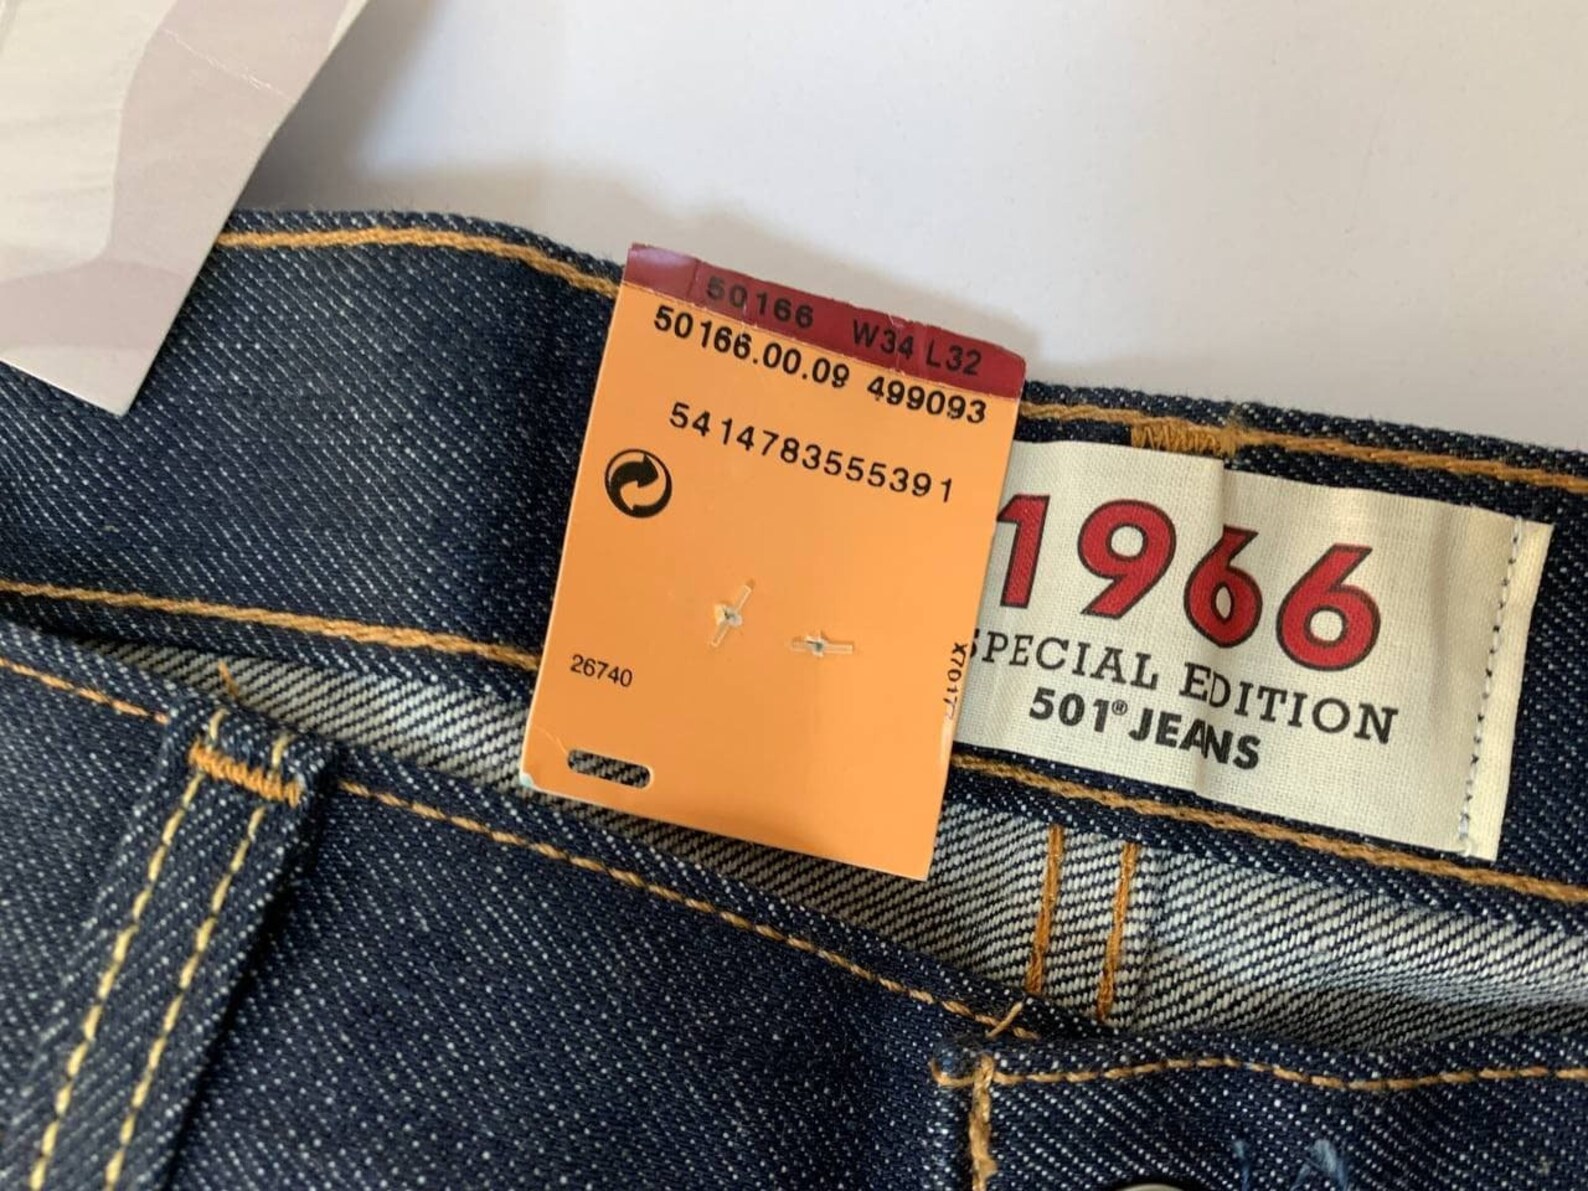 50166 W34 L32
50166.00.09 499093
5414783555391
26740
1966
SPECIAL EDITION
501® JEANS